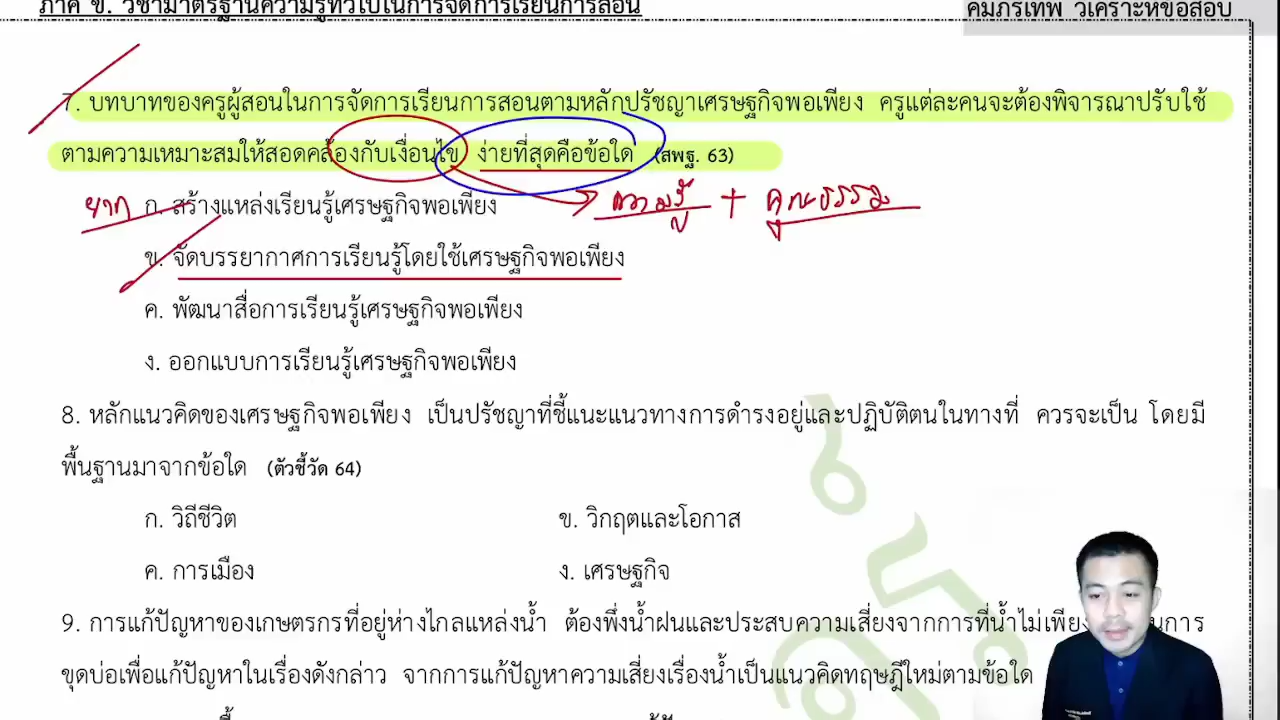 ภาค ข. วิชามาตรฐานความรู้ทั่วไปในการจัดการเรียนการสอน
คัมภีร์เทพ วิเคราะห์ข้อสอบ
7. บทบาทของครูผู้สอนในการจัดการเรียนการสอนตามหลักปรัชญาเศรษฐกิจพอเพียง ครูแต่ละคนจะต้องพิจารณาปรับใช้
ตามความเหมาะสมให้สอดคล้องกับเงื่อนไข ง่ายที่สุดคือข้อใด (สพฐ. 63)
ยาก ก. สร้างแหล่งเรียนรู้เศรษฐกิจพอเพียง ความรู้ + คุณธรรม
ข. จัดบรรยากาศการเรียนรู้โดยใช้เศรษฐกิจพอเพียง
ค. พัฒนาสื่อการเรียนรู้เศรษฐกิจพอเพียง
ง. ออกแบบการเรียนรู้เศรษฐกิจพอเพียง
8. หลักแนวคิดของเศรษฐกิจพอเพียง เป็นปรัชญาที่ชี้แนะแนวทางการดำรงอยู่และปฏิบัติตนในทางที่ ควรจะเป็น โดยมี
พื้นฐานมาจากข้อใด (ตัวชี้วัด 64)
ก. วิถีชีวิต ข. วิกฤตและโอกาส
ค. การเมือง ง. เศรษฐกิจ
9. การแก้ปัญหาของเกษตรกรที่อยู่ห่างไกลแหล่งน้ำ ต้องพึ่งน้ำฝนและประสบความเสี่ยงจากการที่น้ำไม่เพียง นการ
ขุดบ่อเพื่อแก้ปัญหาในเรื่องดังกล่าว จากการแก้ปัญหาความเสี่ยงเรื่องน้ำเป็นแนวคิดทฤษฎีใหม่ตามข้อใด